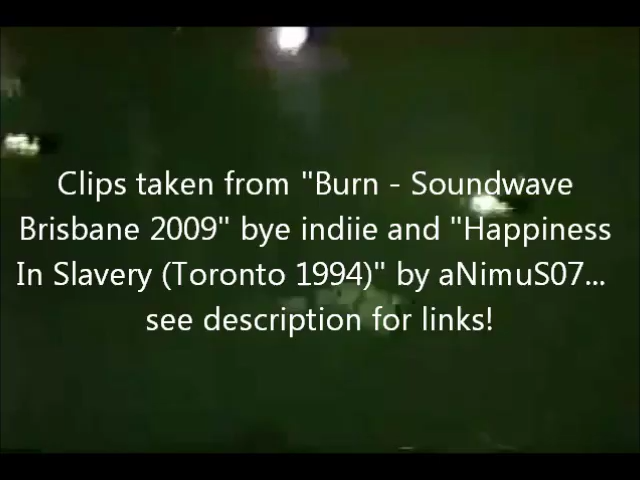 Clips taken from "Burn - Soundwave
Brisbane 2009" bye indiie and "Happiness
In Slavery (Toronto 1994)" by aNimuS07...
see description for links!